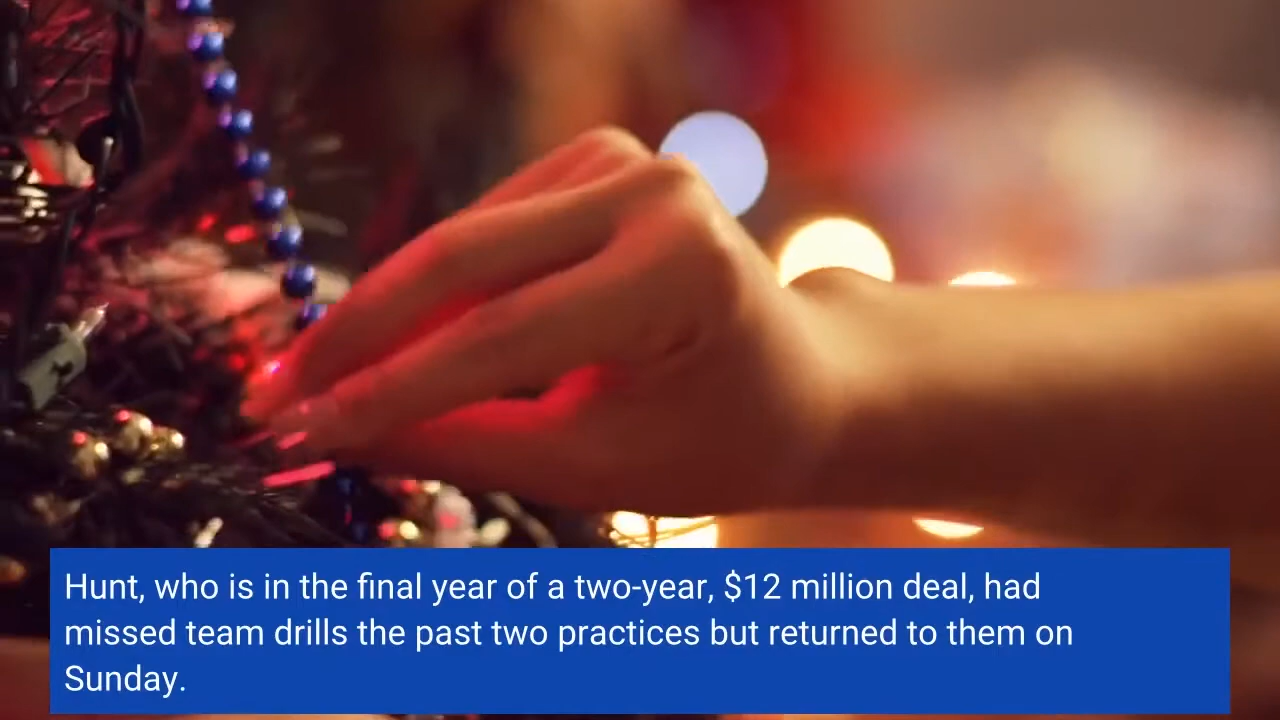 Hunt, who is in the final year of a two-year, $12 million deal, had
missed team drills the past two practices but returned to them on
Sunday.